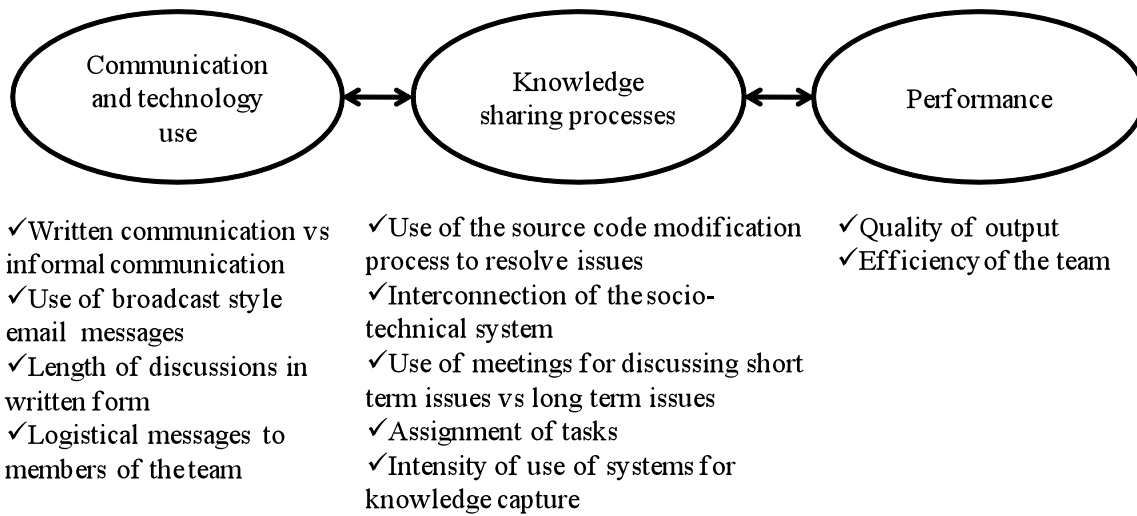 Communication
and technology
use
Knowledge
sharing processes
Performance
✓Written communication vs
informal communication
✓Use of broadcast style
email messages
✓Length of discussions in
written form
✓Logistical messages to
members of the team
✓Use of the source code modification
process to resolve issues
✓Interconnection of the socio-
technical system
✓Use of meetings for discussing short
term issues vs long term issues
✓Assignment of tasks
✓Intensity of use of systems for
knowledge capture
✓Quality of output
✓Efficiency of the team